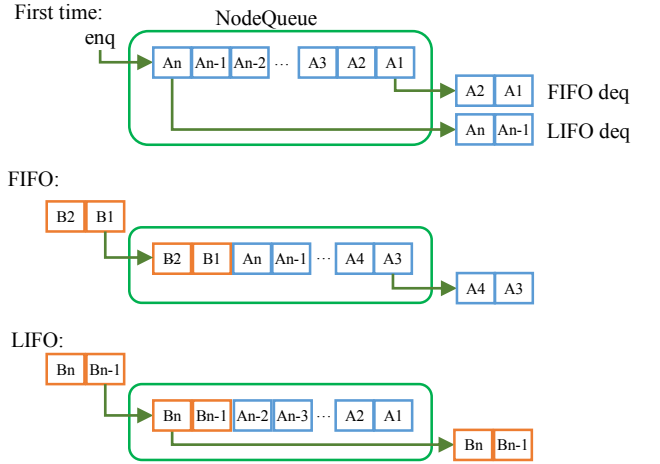 First time:
NodeQueue
enq
An An-1 An-2 ... A3 A2 A1
A2 A1 FIFO deq
An An-1 LIFO deq
FIFO:
B2 B1
B2 B1 An An-1 ... A4 A3
A4 A3
LIFO:
Bn Bn-1
Bn Bn-1 An-2 An-3 ... A2 A1
Bn Bn-1